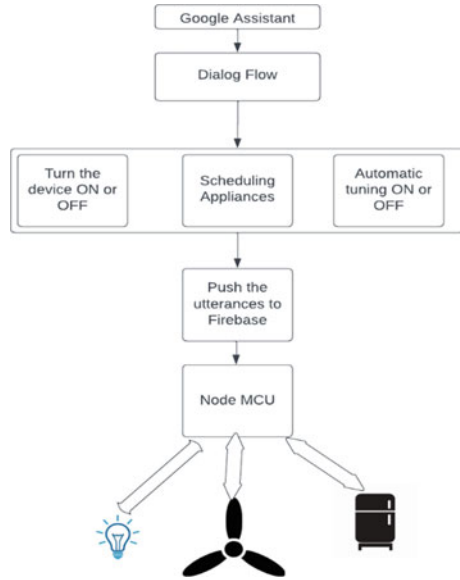 Google Assistant
Dialog Flow
Turn the
device ON or
OFF
Scheduling
Appliances
Automatic
tuning ON or
OFF
Push the
utterances to
Firebase
Node MCU